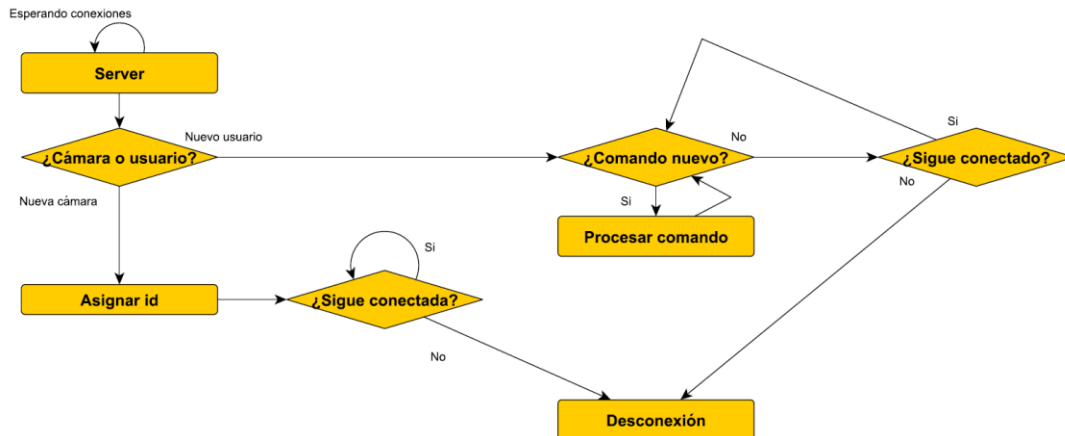 Esperando conexiones
Server
¿Cámara o usuario?
Nuevo usuario
¿Comando nuevo?
No
Si
¿Sigue conectado?
No
Si
Procesar comando
Nueva cámara
Asignar id
¿Sigue conectada?
Si
No
Desconexión